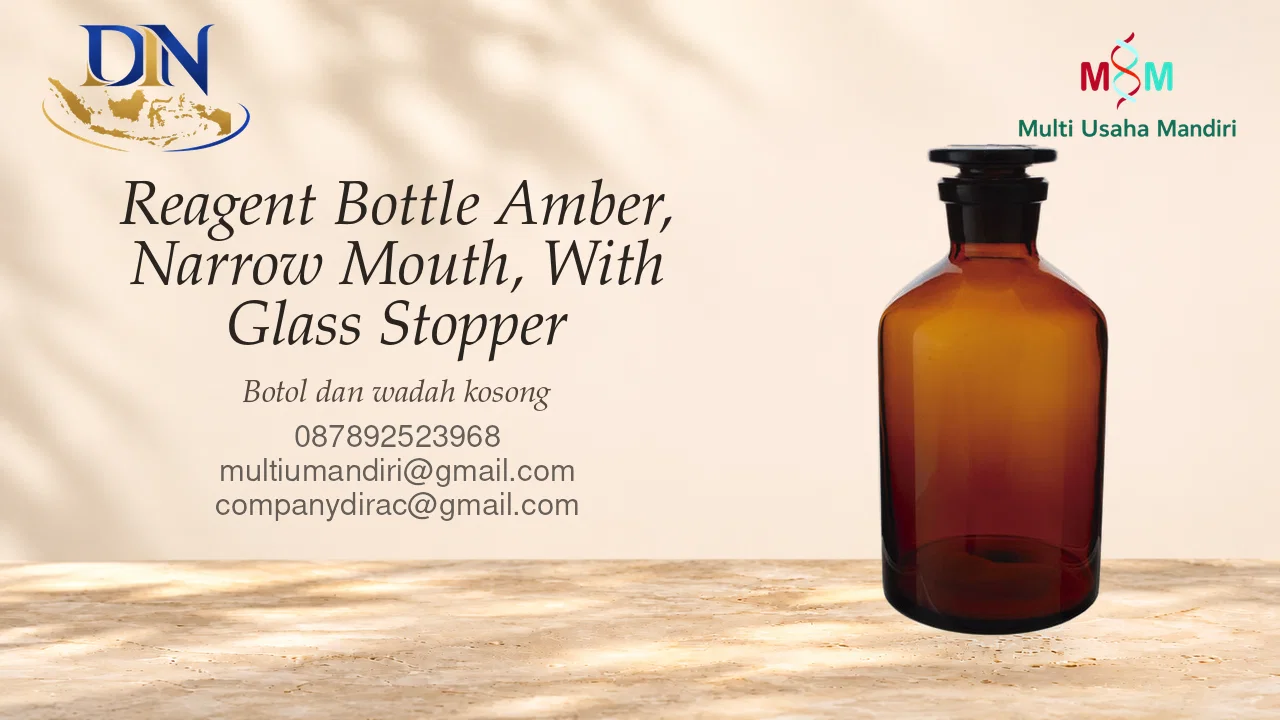 DIN
M M
Multi Usaha Mandiri
Reagent Bottle Amber,
Narrow Mouth, With
Glass Stopper
Botol dan wadah kosong
087892523968
multiumandiri@gmail.com
companydirac@gmail.com